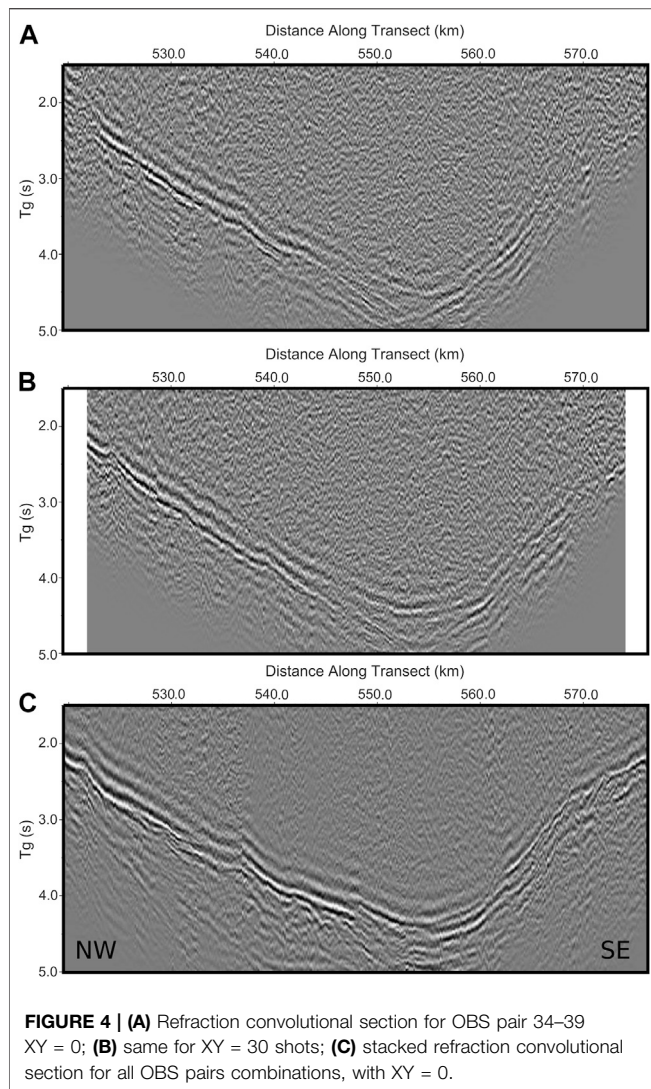 Distance Along Transect (km)
A
530.0 540.0 550.0 560.0 570.0
2.0
3.0
Tg (s)
4.0
5.0
Distance Along Transect (km)
B
530.0 540.0 550.0 560.0 570.0
2.0
3.0
Tg (s)
4.0
5.0
Distance Along Transect (km)
C
530.0 540.0 550.0 560.0 570.0
2.0
3.0
Tg (s)
4.0
NW SE
5.0
FIGURE 4 | (A) Refraction convolutional section for OBS pair 34–39
XY = 0; (B) same for XY = 30 shots; (C) stacked refraction convolutional
section for all OBS pairs combinations, with XY = 0.